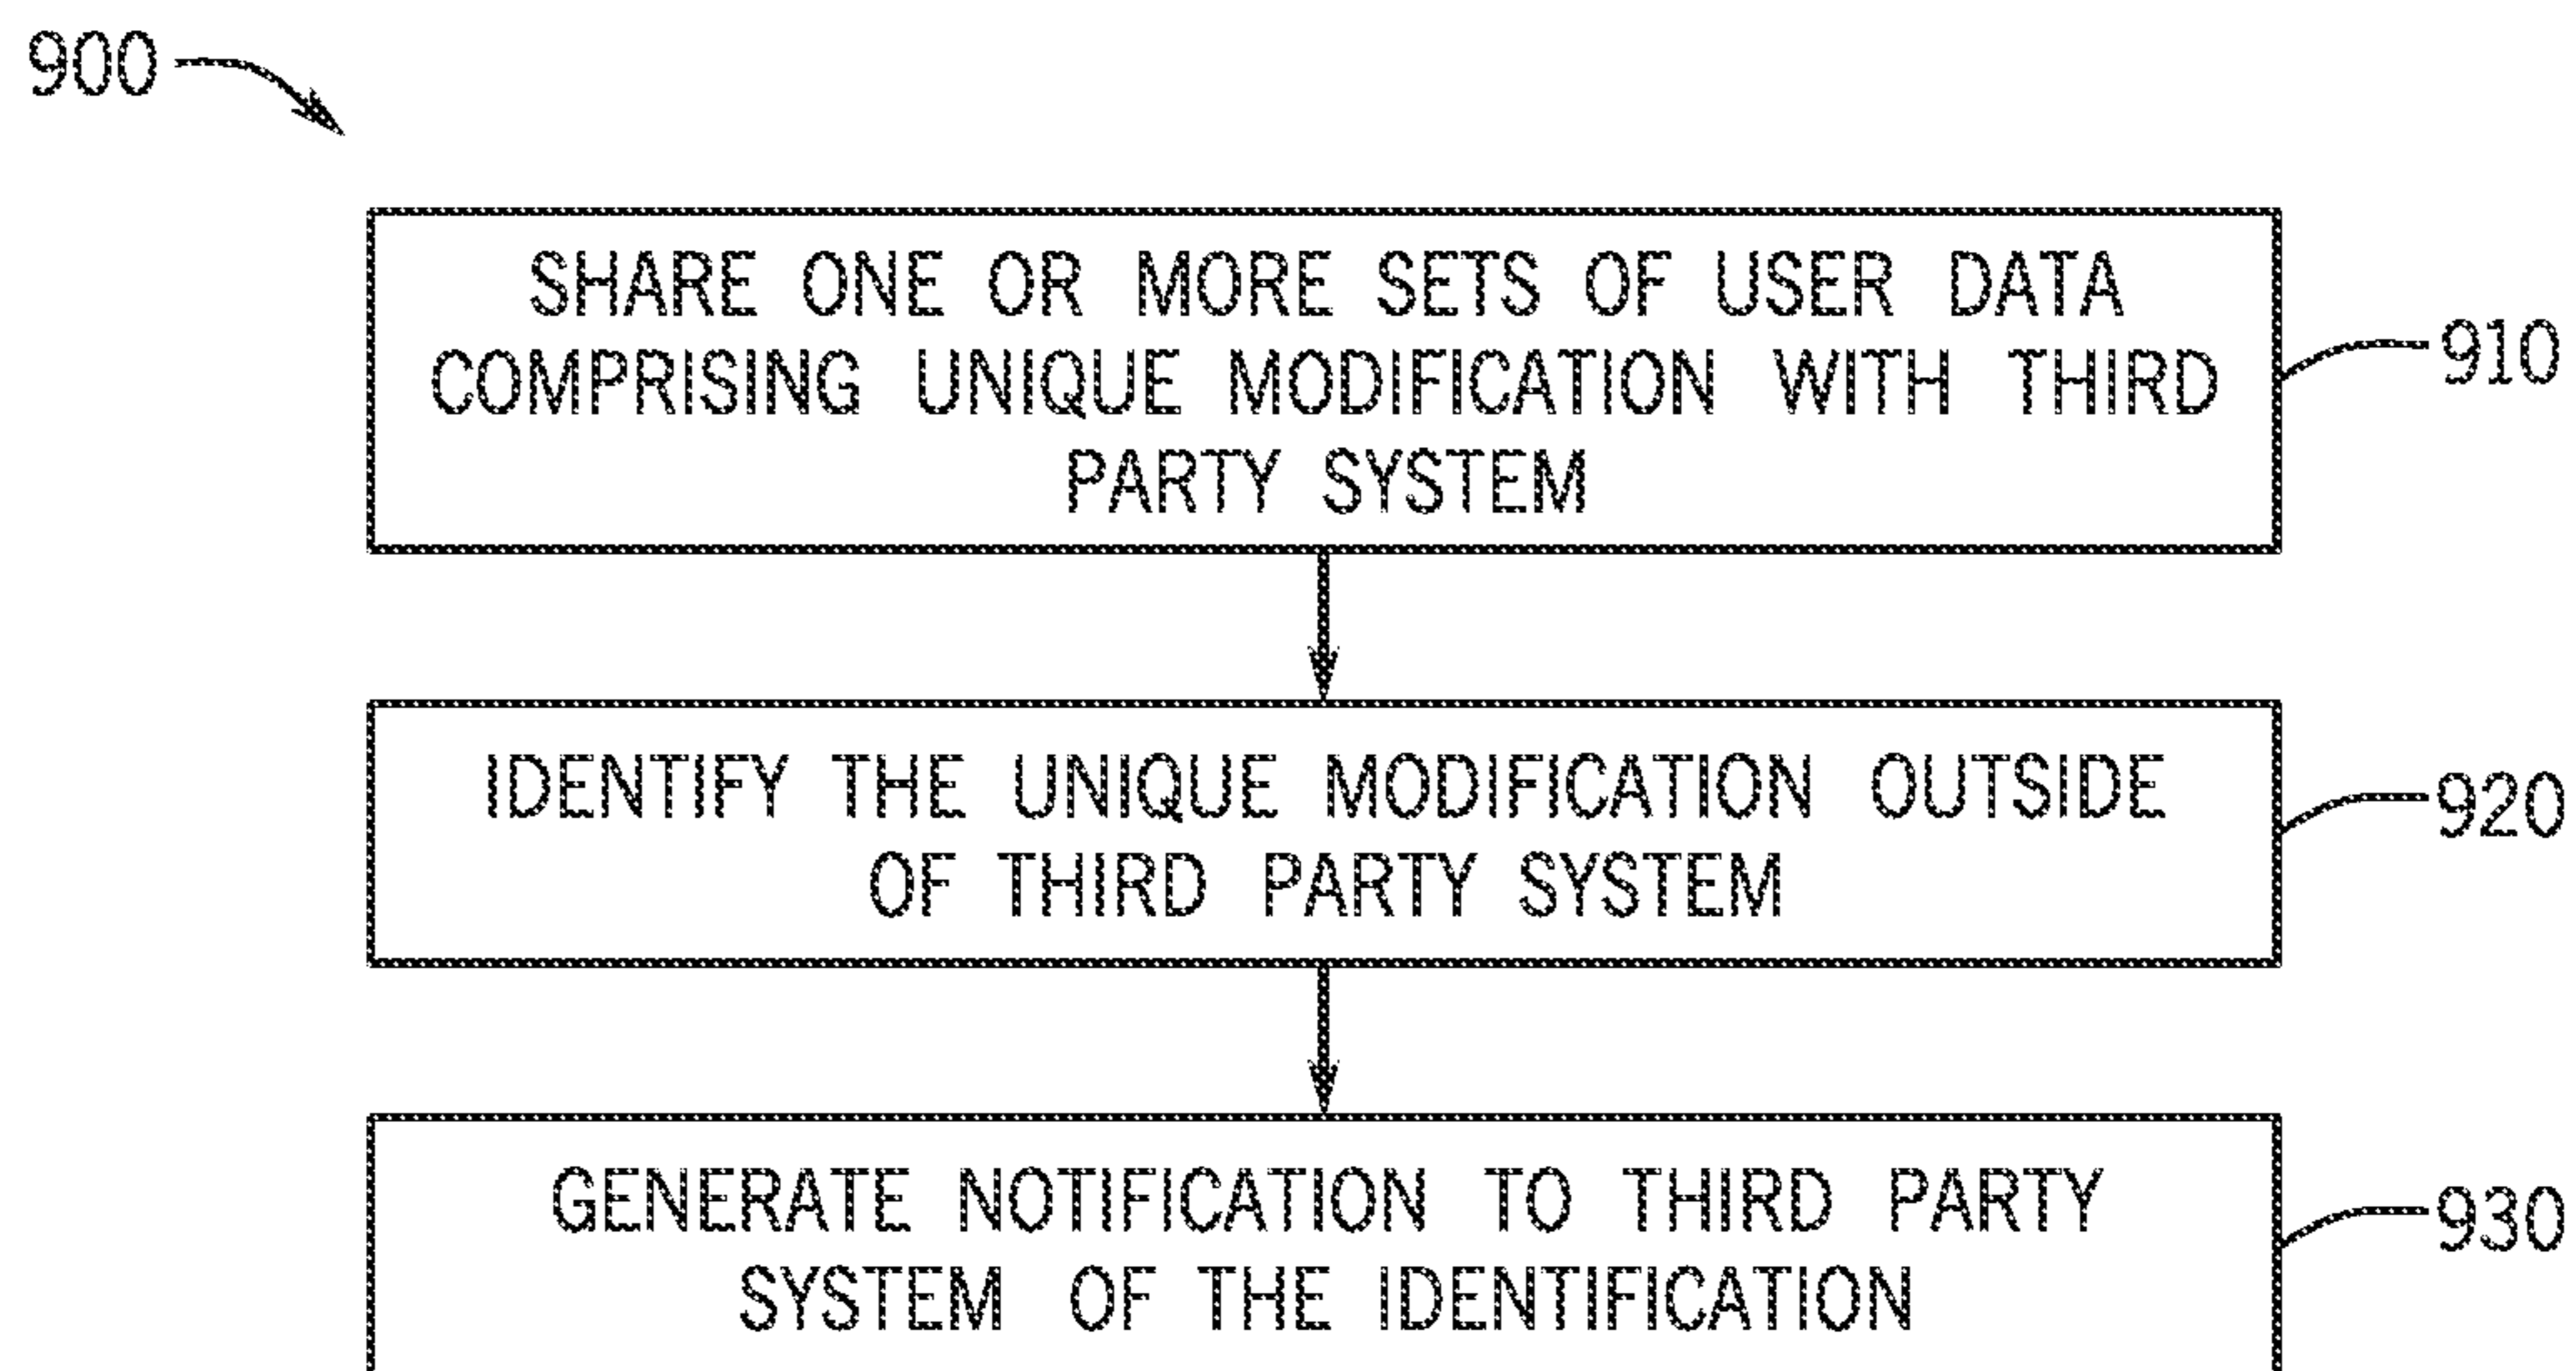 900
SHARE ONE OR MORE SETS OF USER DATA
COMPRISING UNIQUE MODIFICATION WITH THIRD
PARTY SYSTEM
910
IDENTIFY THE UNIQUE MODIFICATION OUTSIDE
OF THIRD PARTY SYSTEM
920
GENERATE NOTIFICATION TO THIRD PARTY
SYSTEM OF THE IDENTIFICATION
930